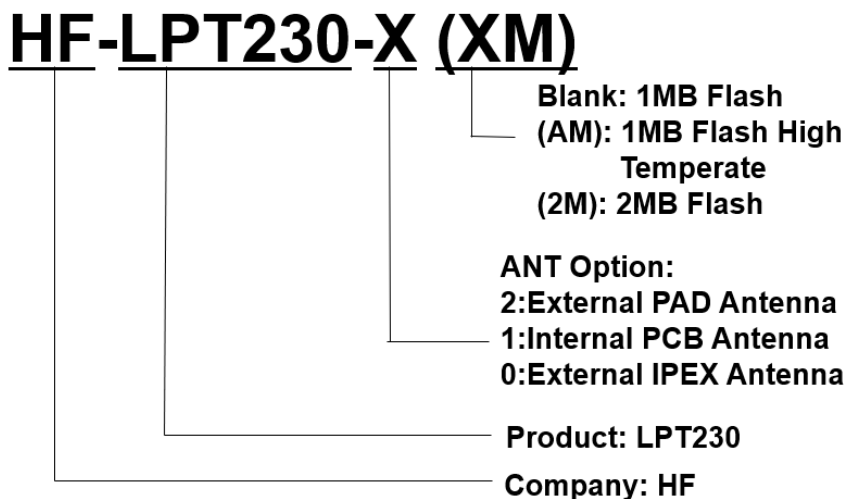 HF-LPT230-X (XM)
Blank: 1MB Flash
(AM): 1MB Flash High
Temperate
(2M): 2MB Flash
ANT Option:
2:External PAD Antenna
1:Internal PCB Antenna
0:External IPEX Antenna
Product: LPT230
Company: HF